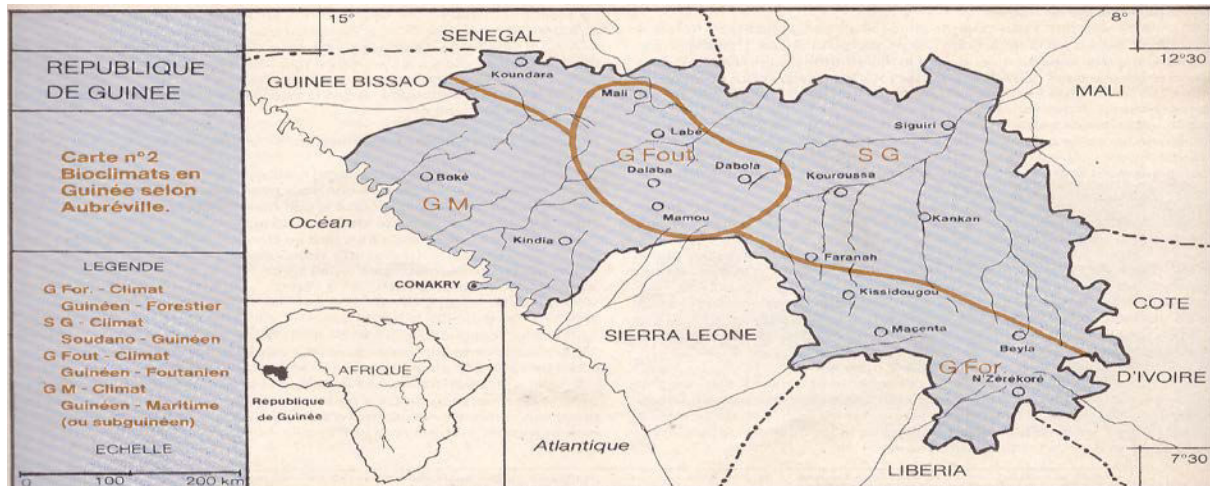 REPUBLIQUE
DE GUINEE
Carte n°2
Bioclimats en
Guinée selon
Aubréville.
LEGENDE
G For. - Climat
Guinéen - Forestier
S G - Climat
Soudano - Guinéen
G Fout - Climat
Guinéen - Foutanien
G M - Climat
Guinéen - Maritime
(ou subguinéen)
ECHELLE
0 100 200 km
15°
8°
12°30
SENEGAL
GUINEE BISSAO
MALI
Koundara
Mali
Labé
Siguiri
G Fout
S G
Dalaba
Dabola
Kouroussa
Boké
G M
Mamou
Kankan
Océan
Kindia
Faranah
CONAKRY
Kissidougou
COTE
SIERRA LEONE
Macenta
Beyla
D'IVOIRE
G For
N'Zérékoré
AFRIQUE
Republique
de Guinée
Atlantique
LIBERIA
7°30